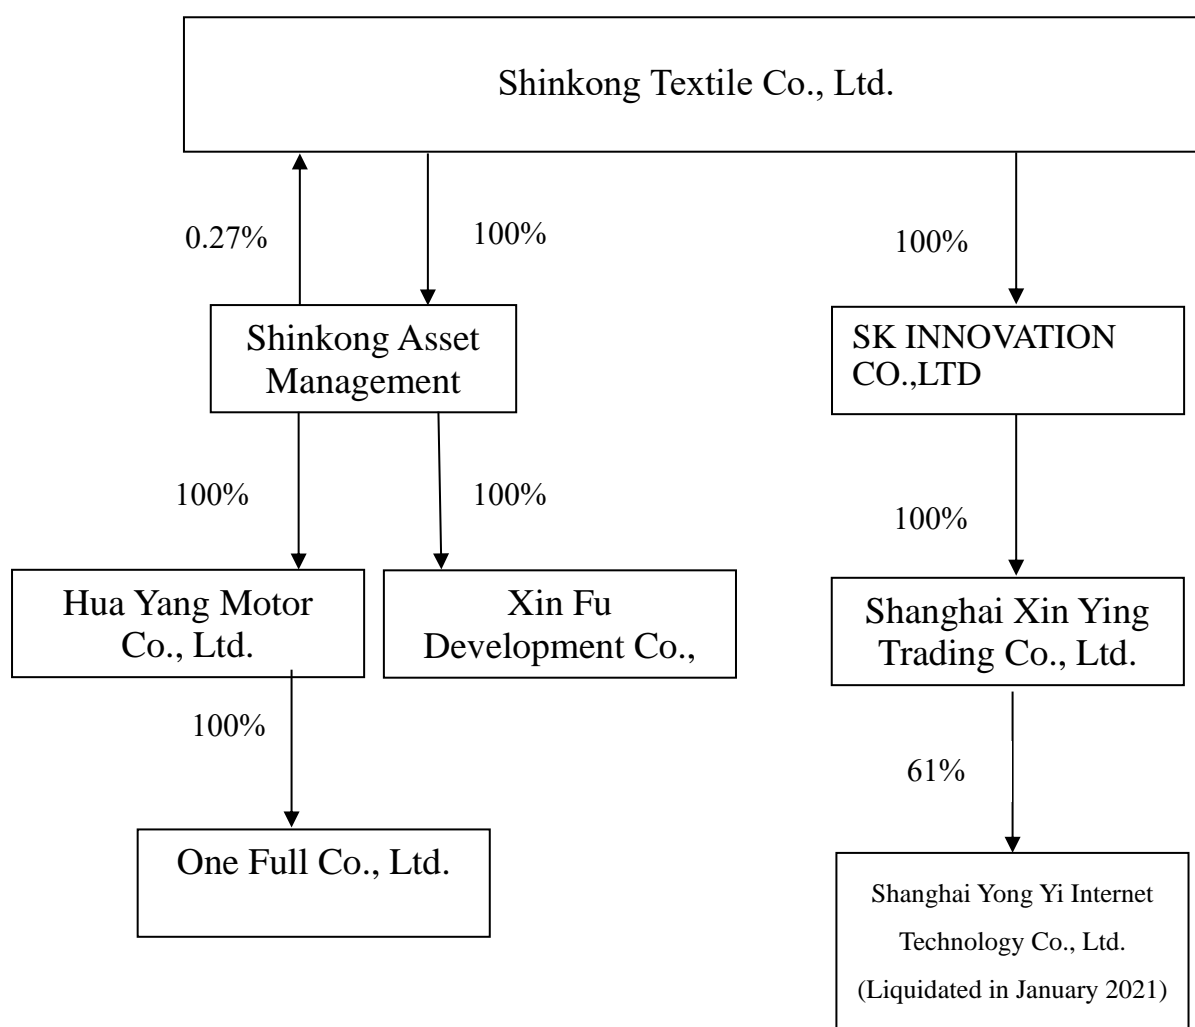 Shinkong Textile Co., Ltd.
0.27%
100%
100%
Shinkong Asset
Management
SK INNOVATION
CO.,LTD
100%
100%
100%
Hua Yang Motor
Co., Ltd.
Xin Fu
Development Co.,
Shanghai Xin Ying
Trading Co., Ltd.
100%
61%
One Full Co., Ltd.
Shanghai Yong Yi Internet
Technology Co., Ltd.
(Liquidated in January 2021)